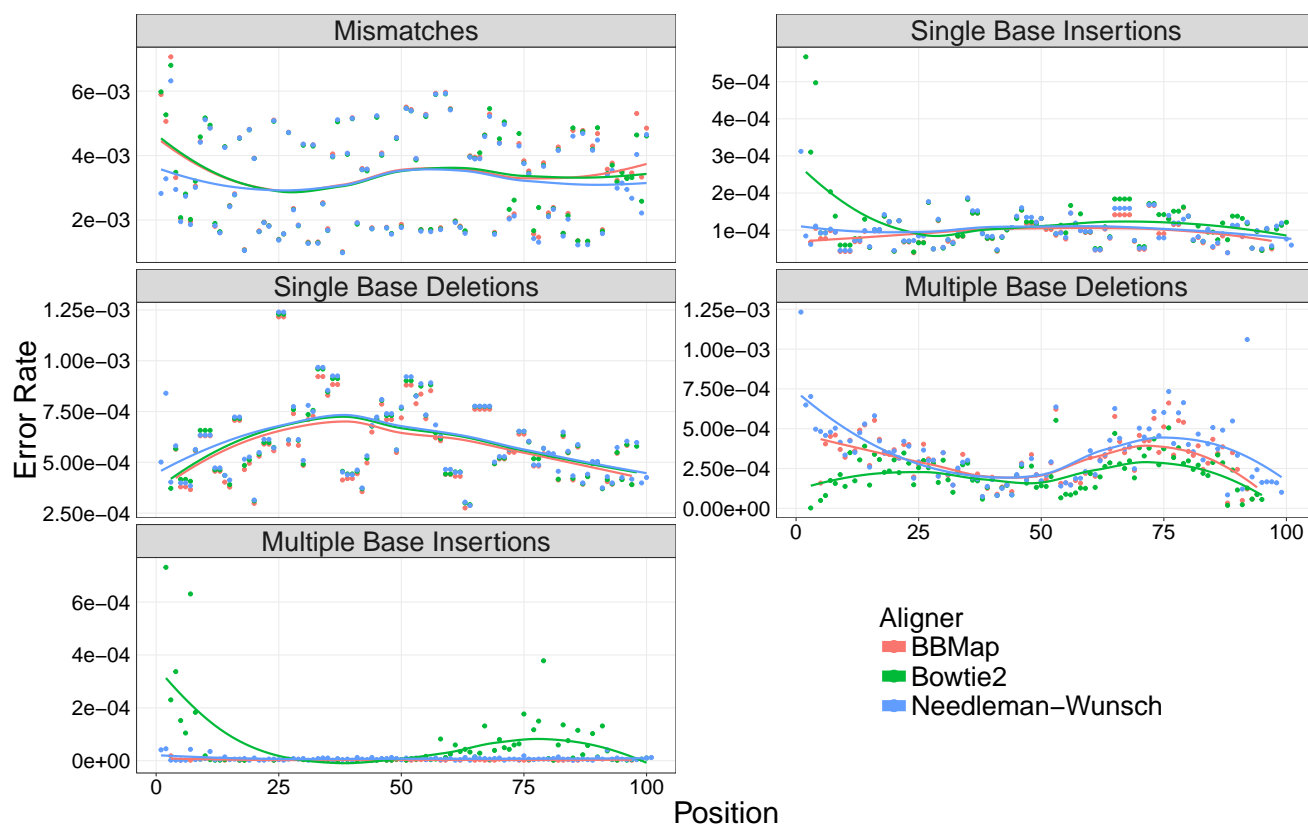 Mismatches
Single Base Insertions
6e−03
4e−03
2e−03
5e−04
4e−04
3e−04
2e−04
1e−04
Single Base Deletions
Multiple Base Deletions
1.25e−03
1.00e−03
7.50e−04
5.00e−04
2.50e−04
1.25e−03
1.00e−03
7.50e−04
5.00e−04
2.50e−04
0.00e+00
0
25
50
75
100
Multiple Base Insertions
6e−04
4e−04
2e−04
0e+00
0
25
50
75
100
Error Rate
Position
Aligner
BBMap
Bowtie2
Needleman−Wunsch